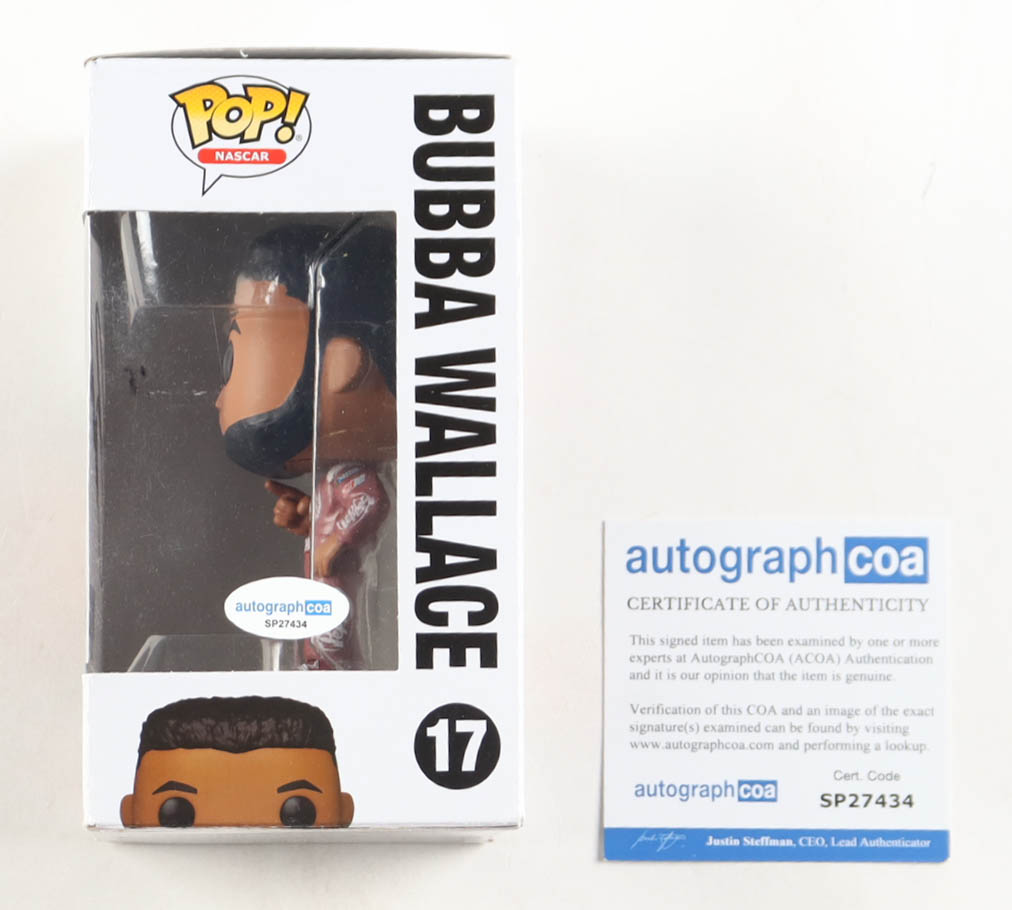 POP!
NASCAR
BUBBA WALLACE
17
autographcoa
SP27434
autographcoa
CERTIFICATE OF AUTHENTICITY
This signed item has been examined by one or more
experts at AutographCOA (ACOA) Authentication
and it is our opinion that the item is genuine.
Verification of this COA and an image of the exact
signature(s) examined can be found by visiting
www.autographcoa.com and performing a lookup.
autographcoa
Cert. Code
SP27434
Justin Steffman, CEO, Lead Authenticator